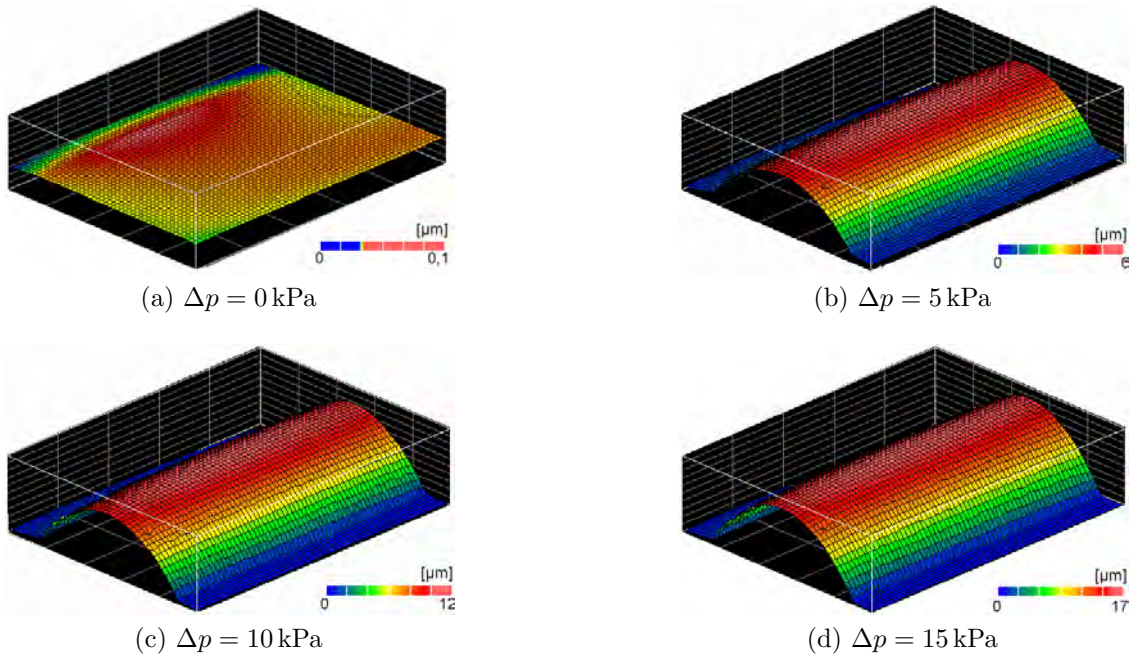 [µm]
0 0,1
(a) Δp = 0 kPa
[µm]
0 6
(b) Δp = 5 kPa
[µm]
0 12
(c) Δp = 10 kPa
[µm]
0 17
(d) Δp = 15 kPa